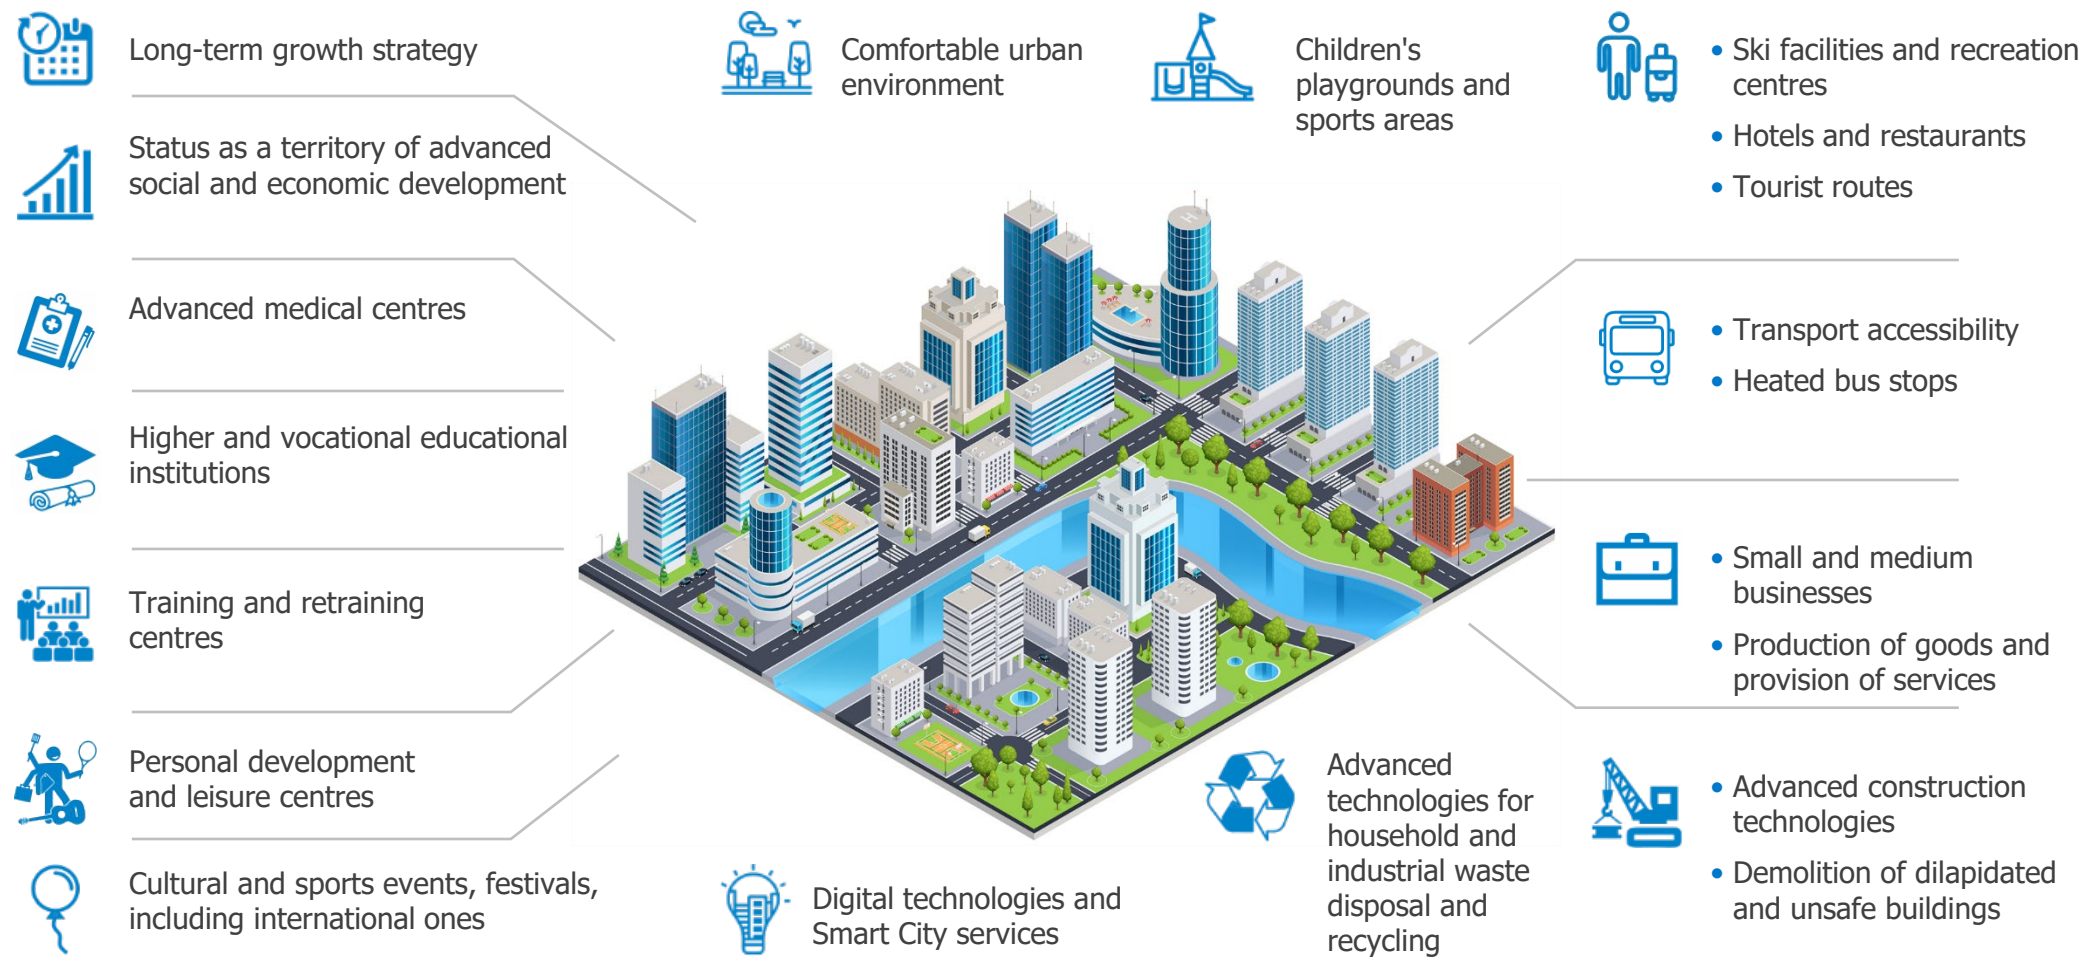 Long-term growth strategy
Status as a territory of advanced
social and economic development
Advanced medical centres
Higher and vocational educational
institutions
Training and retraining
centres
Personal development
and leisure centres
Cultural and sports events, festivals,
including international ones
Comfortable urban
environment
Children's
playgrounds and
sports areas
• Ski facilities and recreation
centres
• Hotels and restaurants
• Tourist routes
• Transport accessibility
• Heated bus stops
• Small and medium
businesses
• Production of goods and
provision of services
• Advanced construction
technologies
• Demolition of dilapidated
and unsafe buildings
Advanced
technologies for
household and
industrial waste
disposal and
recycling
Digital technologies and
Smart City services
H